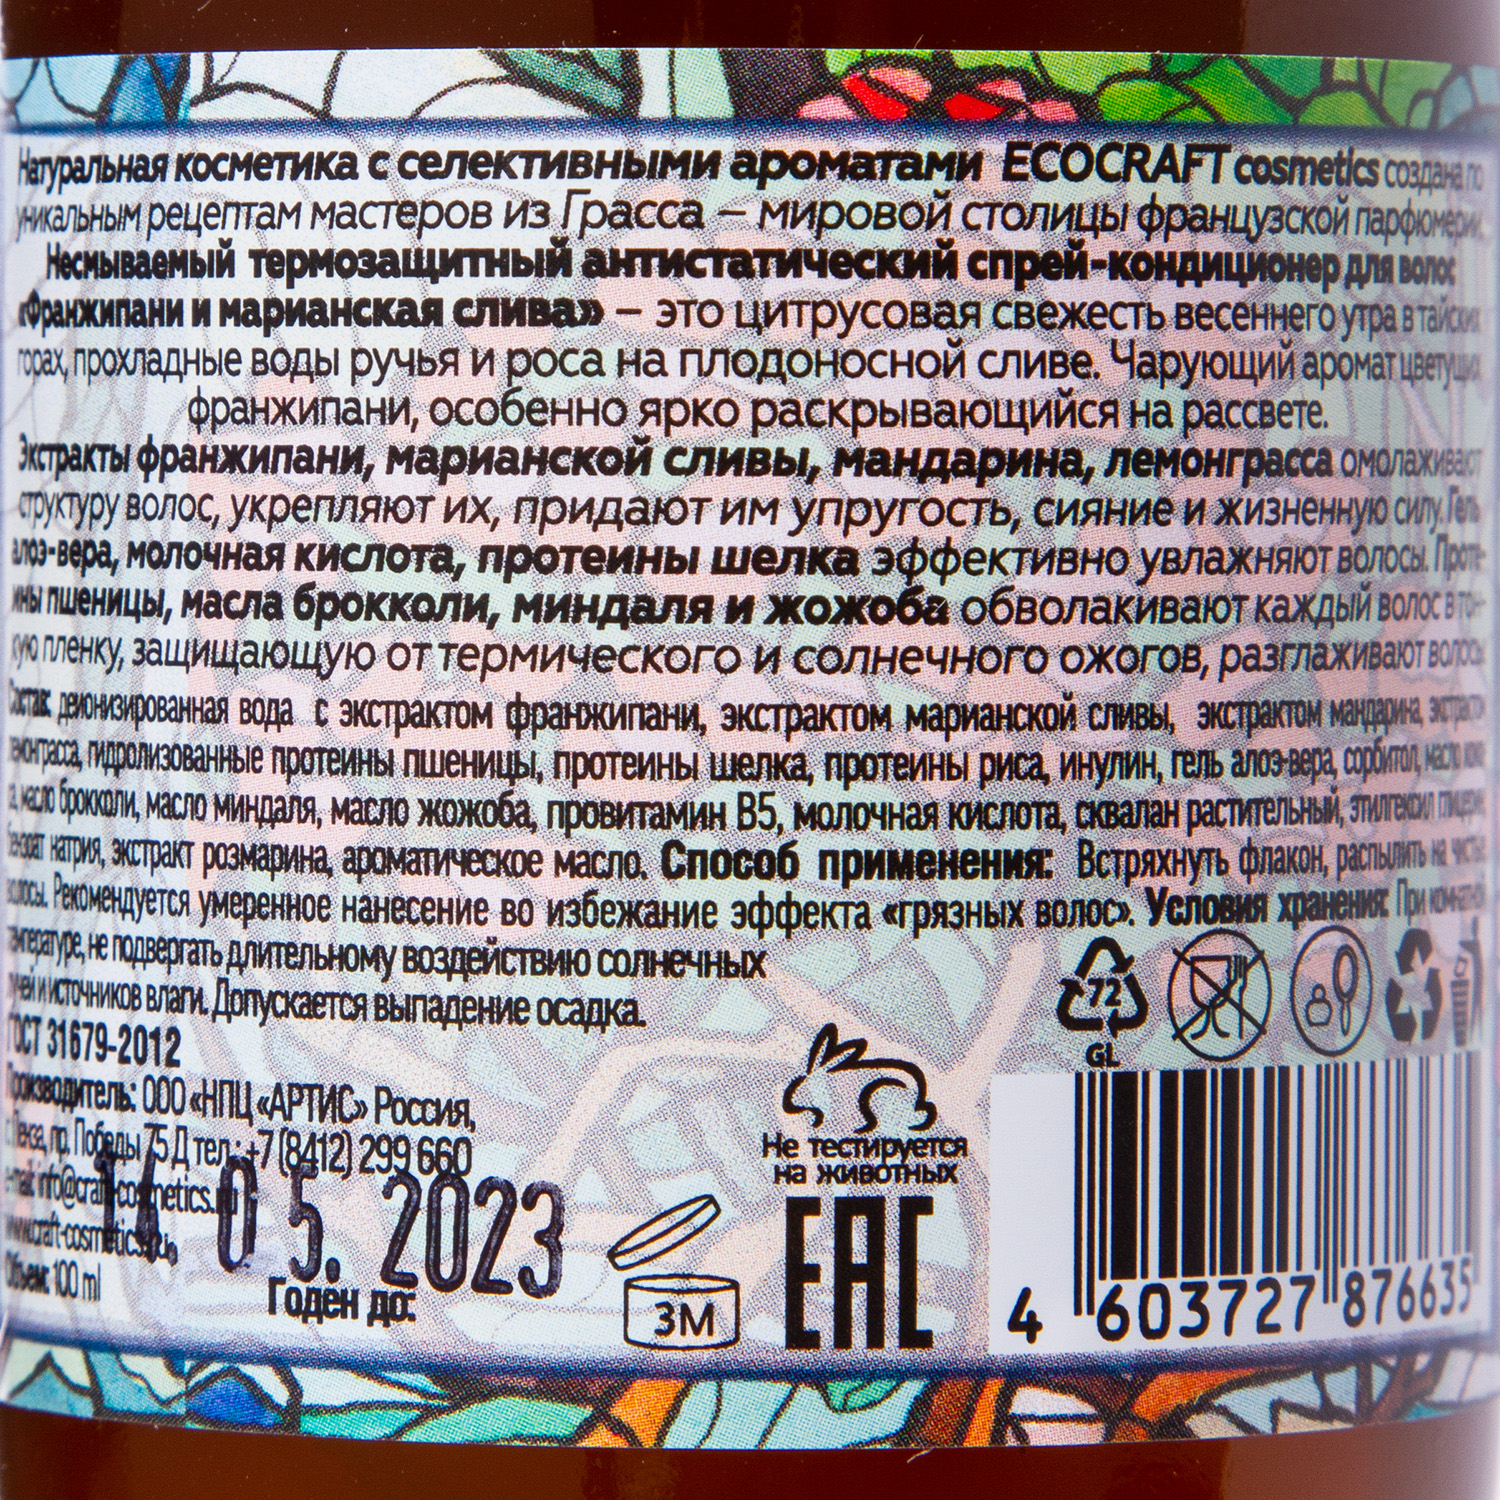 Натуральная косметика с селективными ароматами ECOCRAFT cosmetics создана по
уникальным рецептам мастеров из Грасса – мировой столицы французской парфюмерии.
Несмываемый термозащитный антистатический спрей-кондиционер для волос
«Франжипани и марианская слива» – это цитрусовая свежесть весеннего утра в тайских
горах, прохладные воды ручья и роса на плодоносной сливе. Чарующий аромат цветущих
франжипани, особенно ярко раскрывающийся на рассвете.
Экстракты франжипани, марианской сливы, мандарина, лемонграсса омолаживают
структуру волос, укрепляют их, придают им упругость, сияние и жизненную силу. Гель
алоэ-вера, молочная кислота, протеины шелка эффективно увлажняют волосы. Проте-
ины пшеницы, масла брокколи, миндаля и жожоба обволакивают каждый волос в тон-
кую пленку, защищающую от термического и солнечного ожогов, разглаживают волосы.
Состав: деионизированная вода с экстрактом франжипани, экстрактом марианской сливы, экстрактом мандарина,
лемонграсса, гидролизованные протеины пшеницы, протеины шелка, протеины риса, инулин, гель алоэ-вера, сорбитол, масло
масло брокколи, масло миндаля, масло жожоба, провитамин В5, молочная кислота, сквалан растительный, этилгексил глицерин,
бензоат натрия, экстракт розмарина, ароматическое масло. Способ применения: Встряхнуть флакон, распылить на чистые
волосы. Рекомендуется умеренное нанесение во избежание эффекта «грязных волос». Условия хранения: При комнатной
температуре, не подвергать длительному воздействию солнечных
лучей и источников влаги. Допускается выпадение осадка.
ГОСТ 31679-2012
Производитель: ООО «НПЦ «АРТИС» Россия,
г. Пенза, пр. Победы 75 Д тел.: +7 (8412) 299 660
e-mail: info@craft-cosmetics.ru
www.craft-cosmetics.ru
Объем: 100 ml
14. 05. 2023
Годен до:
3М
Не тестируется
на животных
ЕАС
72
GL
4 603727 876635